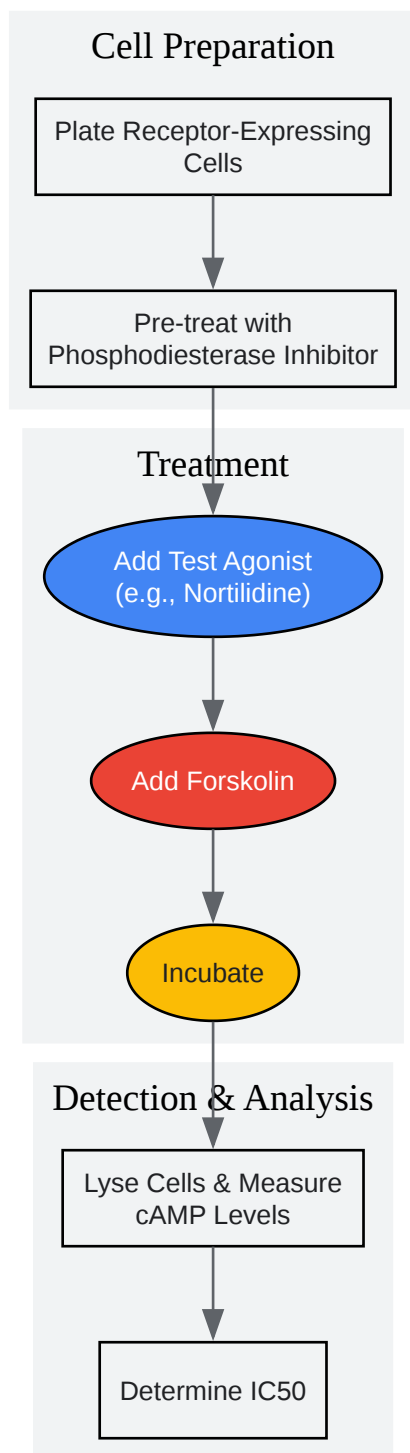 Cell Preparation
Plate Receptor-Expressing
Cells
Pre-treat with
Phosphodiesterase Inhibitor
Treatment
Add Test Agonist
(e.g., Nortilidine)
Add Forskolin
Incubate
Detection & Analysis
Lyse Cells & Measure
cAMP Levels
Determine IC50